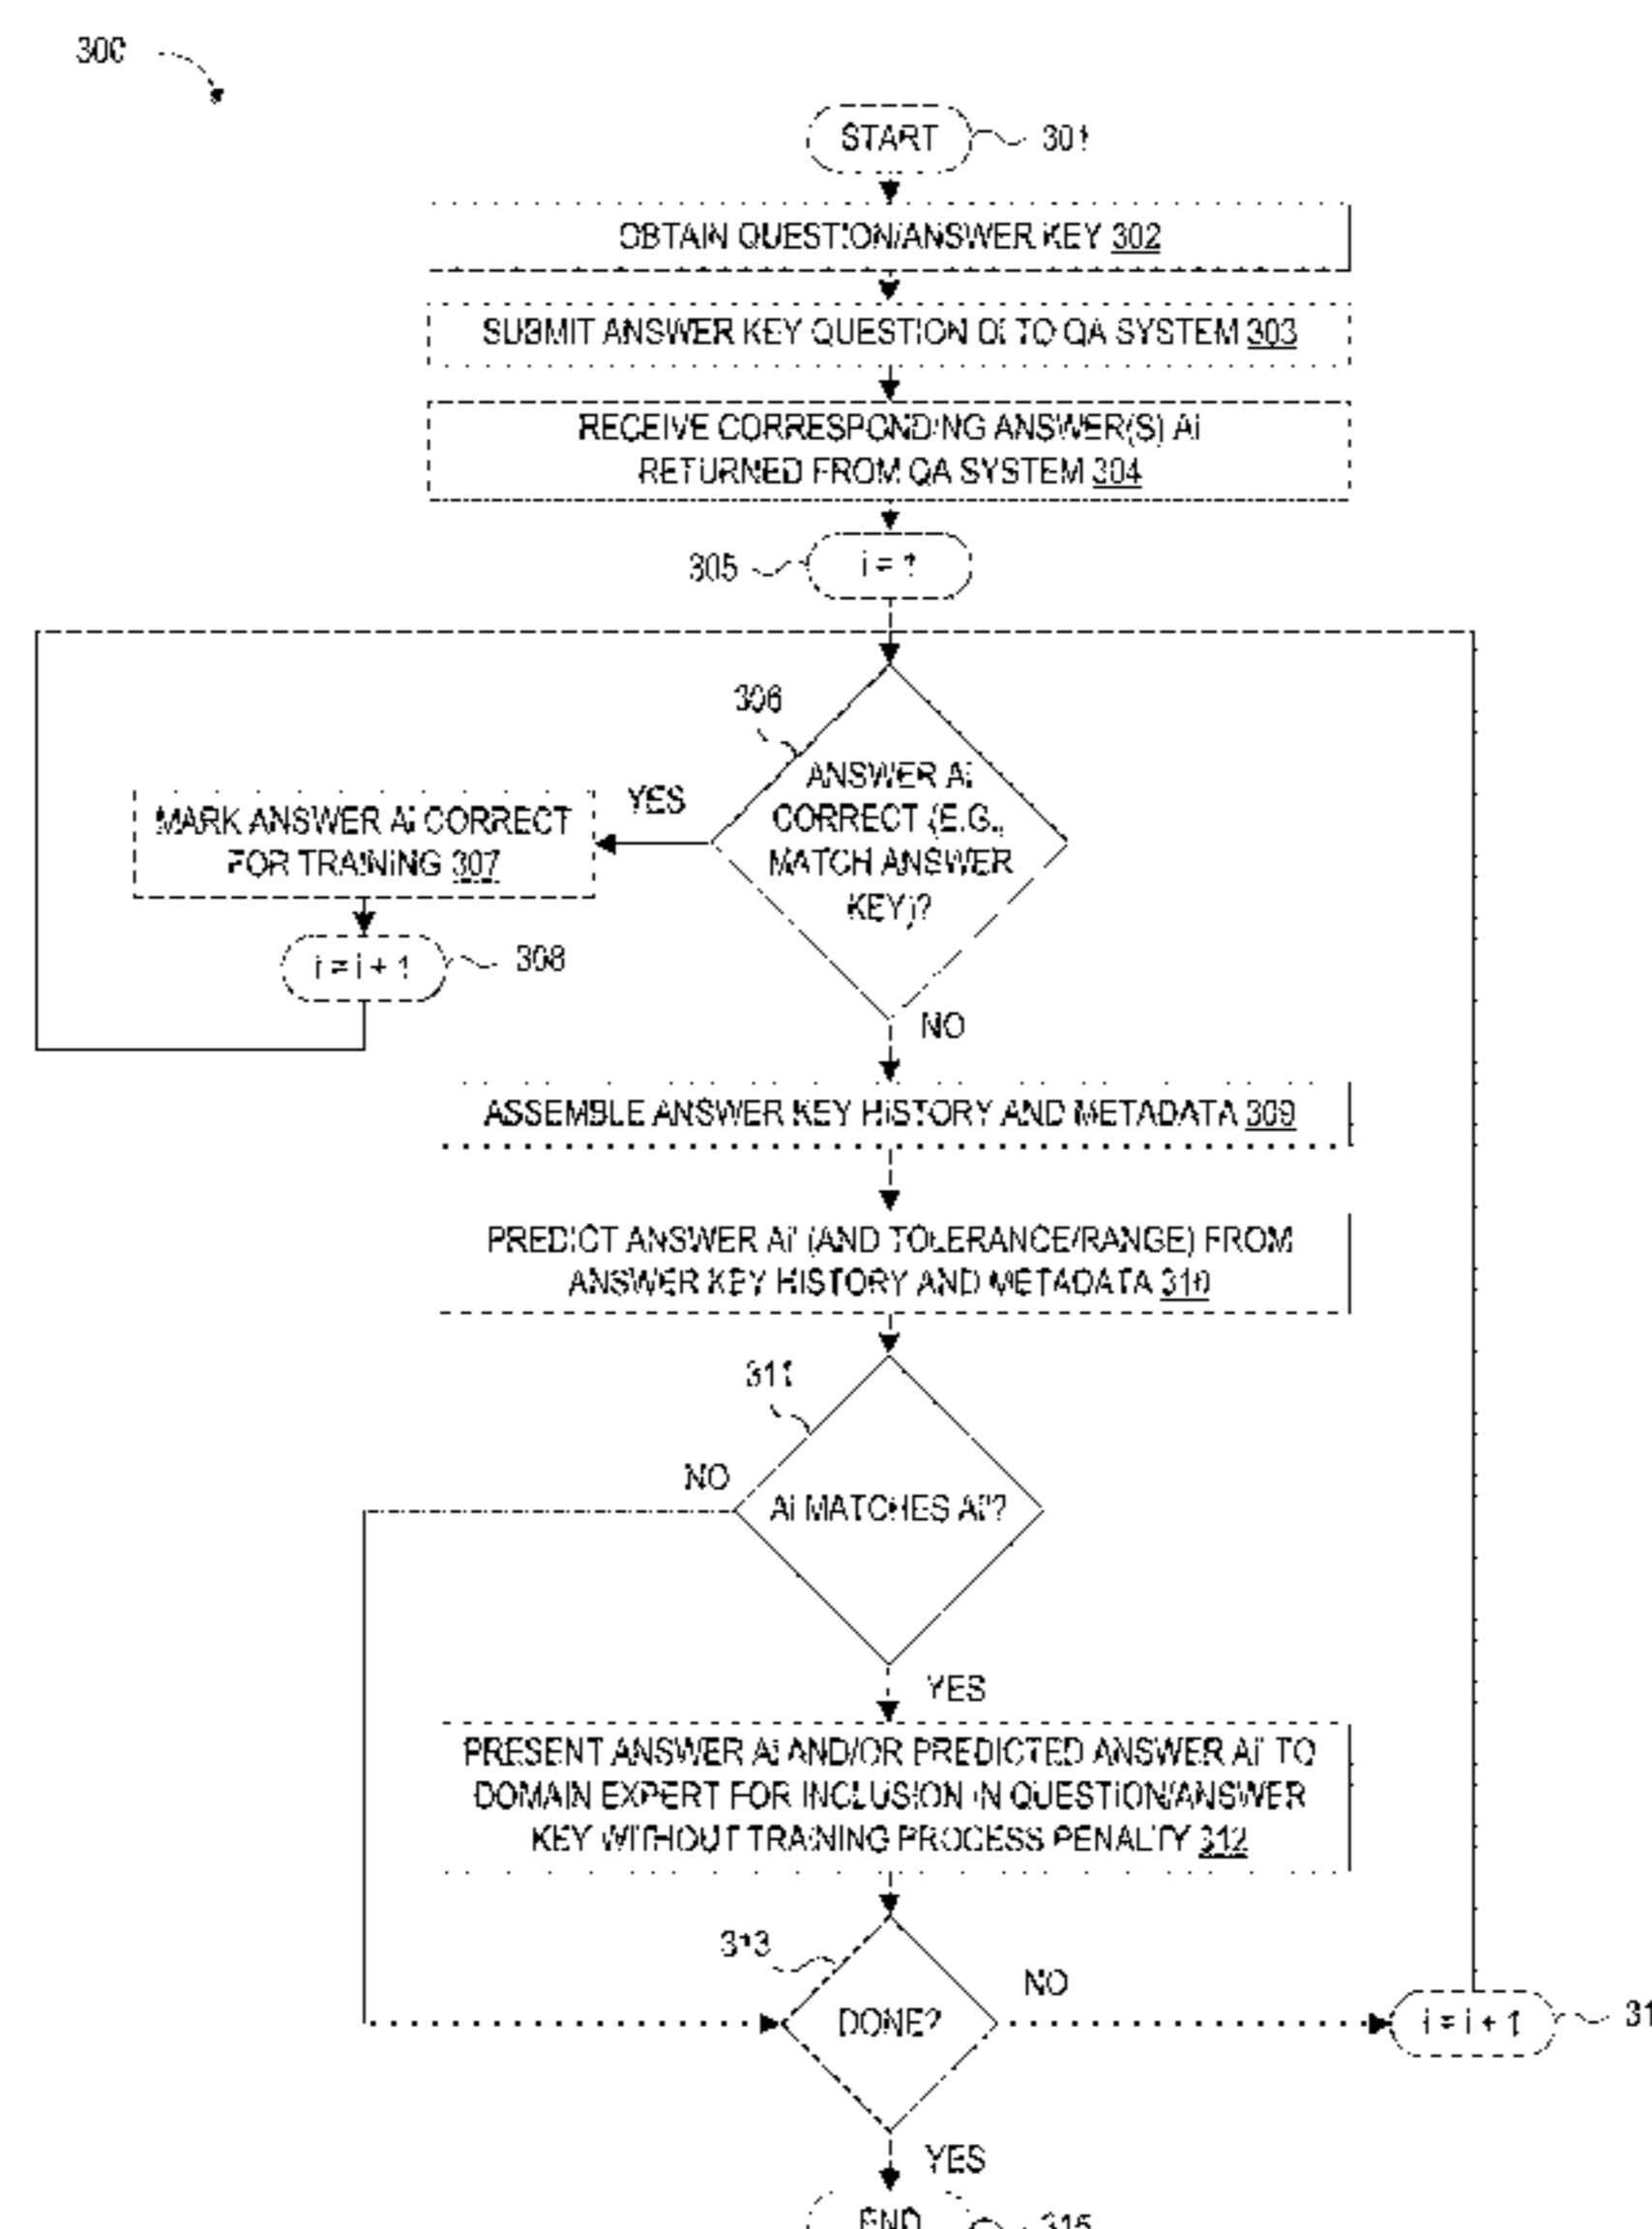 300
START 301
OBTAIN QUESTION/ANSWER KEY 302
SUBMIT ANSWER KEY QUESTION Qi TO QA SYSTEM 303
RECEIVE CORRESPONDING ANSWER(S) Ai
RETURNED FROM QA SYSTEM 304
305 i = 1
306
ANSWER Ai
CORRECT (E.G.,
MATCH ANSWER
KEY)?
YES
MARK ANSWER Ai CORRECT
FOR TRAINING 307
i = i + 1 308
NO
ASSEMBLE ANSWER KEY HISTORY AND METADATA 309
PREDICT ANSWER Ai' (AND TOLERANCE/RANGE) FROM
ANSWER KEY HISTORY AND METADATA 310
311
NO
Ai MATCHES Ai'?
YES
PRESENT ANSWER Ai AND/OR PREDICTED ANSWER Ai' TO
DOMAIN EXPERT FOR INCLUSION IN QUESTION/ANSWER
KEY WITHOUT TRAINING PROCESS PENALTY 312
313
DONE?
NO
i = i + 1 31
YES
END 315